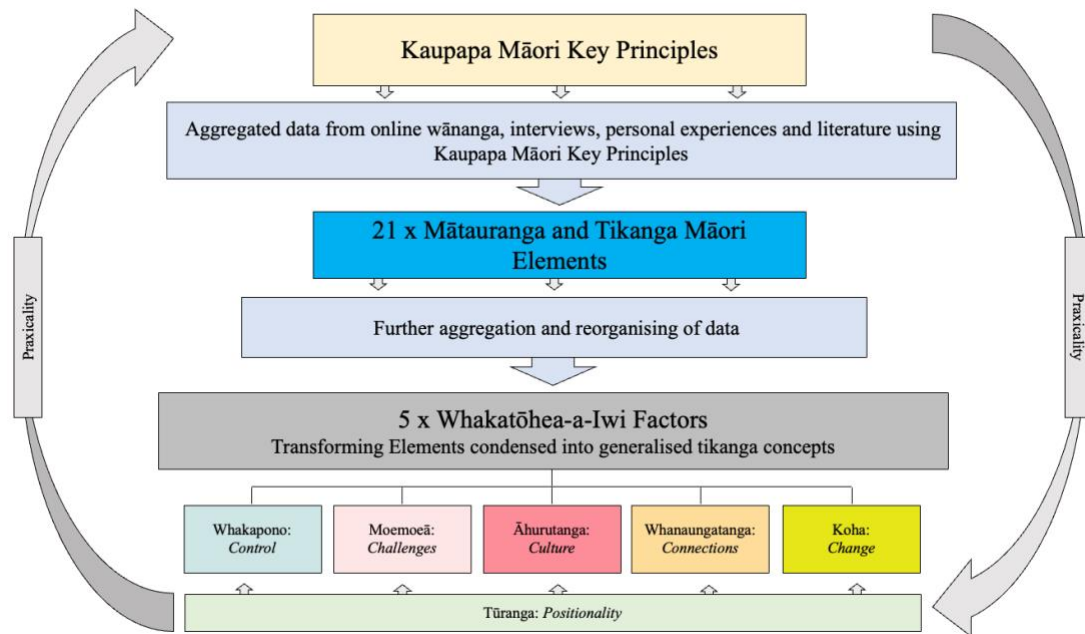 Kaupapa Māori Key Principles
Aggregated data from online wānanga, interviews, personal experiences and literature using
Kaupapa Māori Key Principles
21 x Mātauranga and Tikanga Māori
Elements
Praxicality
Praxicality
Further aggregation and reorganising of data
5 x Whakatōhea-a-Iwi Factors
Transforming Elements condensed into generalised tikanga concepts
Whakapono:
Control
Moemoeā:
Challenges
Āhurutanga:
Culture
Whanaungatanga:
Connections
Koha:
Change
Tūranga: Positionality